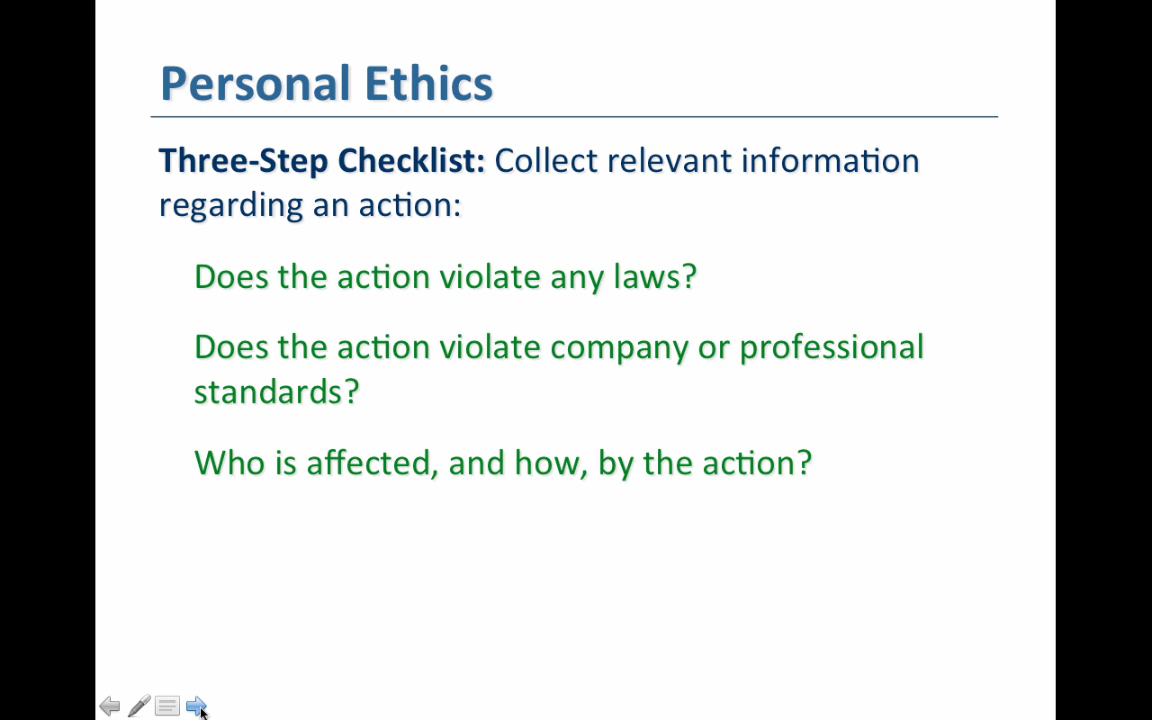 Personal Ethics
Three-Step Checklist: Collect relevant information
regarding an action:
Does the action violate any laws?
Does the action violate company or professional
standards?
Who is affected, and how, by the action?